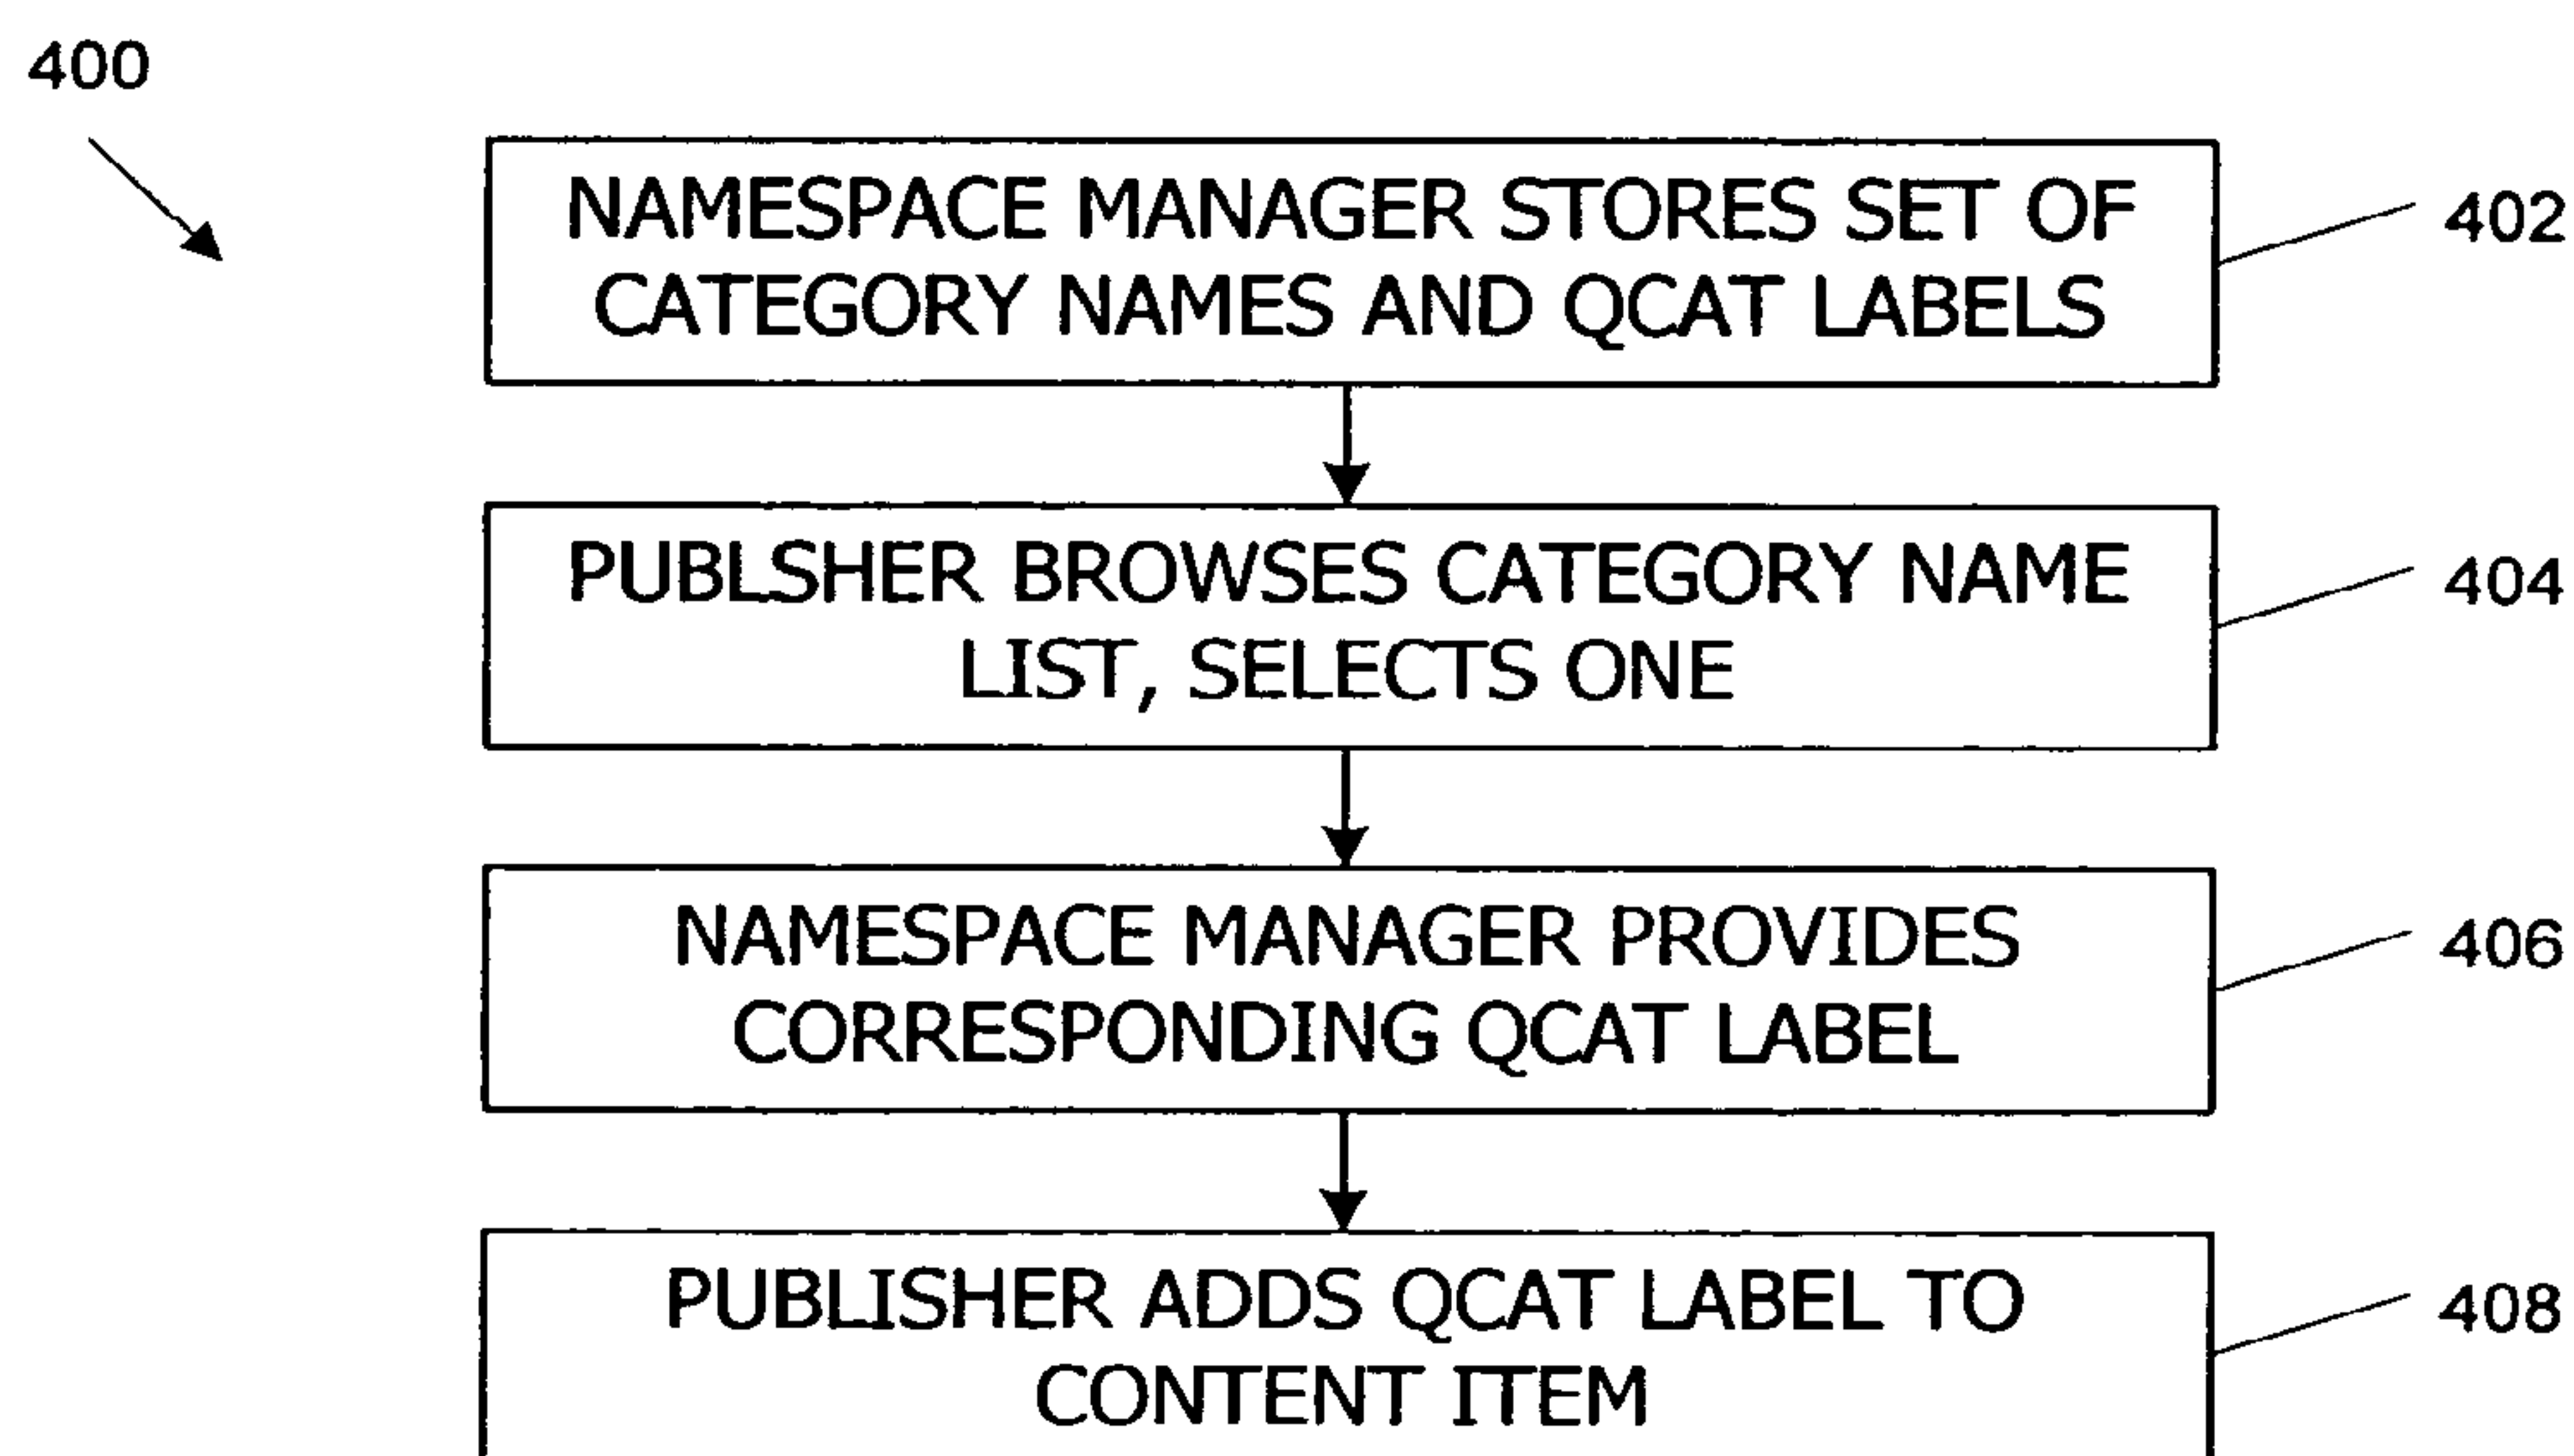 400
NAMESPACE MANAGER STORES SET OF
CATEGORY NAMES AND QCAT LABELS
402
PUBLSHER BROWSES CATEGORY NAME
LIST, SELECTS ONE
404
NAMESPACE MANAGER PROVIDES
CORRESPONDING QCAT LABEL
406
PUBLISHER ADDS QCAT LABEL TO
CONTENT ITEM
408